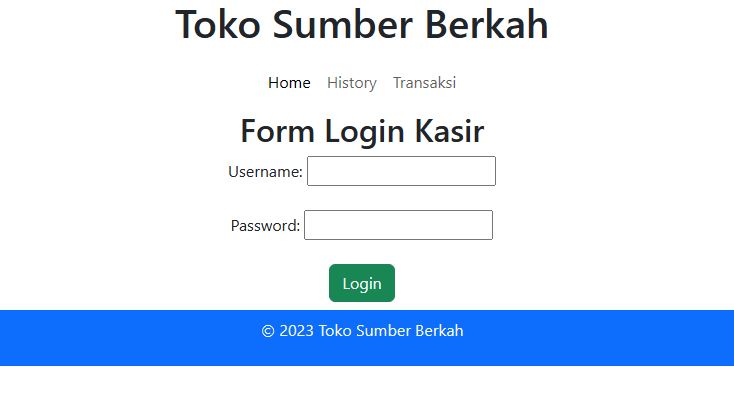 Toko Sumber Berkah
Home History Transaksi
Form Login Kasir
Username:
Password:
Login
© 2023 Toko Sumber Berkah